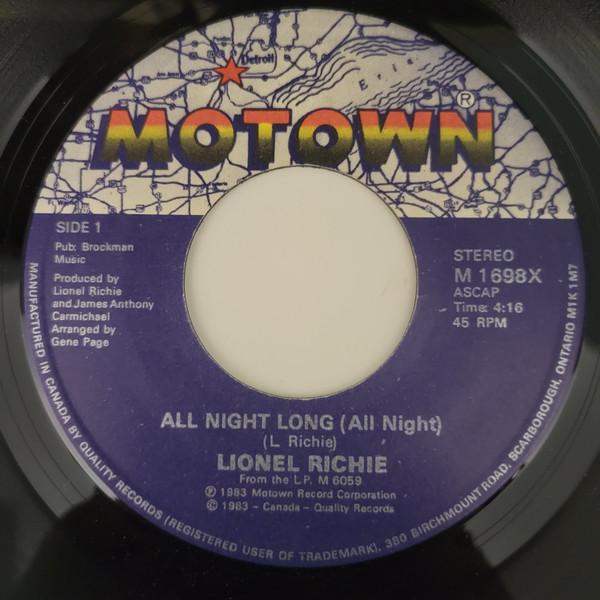 Detroit
Erie
MOTOWN®
SIDE 1
Pub: Brockman
Music
Produced by
Lionel Richie
and James Anthony
Carmichael
Arranged by
Gene Page
STEREO
M 1698X
ASCAP
Time: 4:16
45 RPM
ALL NIGHT LONG (All Night)
(L. Richie)
LIONEL RICHIE
From the L.P. M 6059
℗ 1983 Motown Record Corporation
© 1983 - Canada - Quality Records
MANUFACTURED IN CANADA BY QUALITY RECORDS (REGISTERED USER OF TRADEMARK), 380 BIRCHMOUNT ROAD, SCARBOROUGH, ONTARIO M1K 1M7